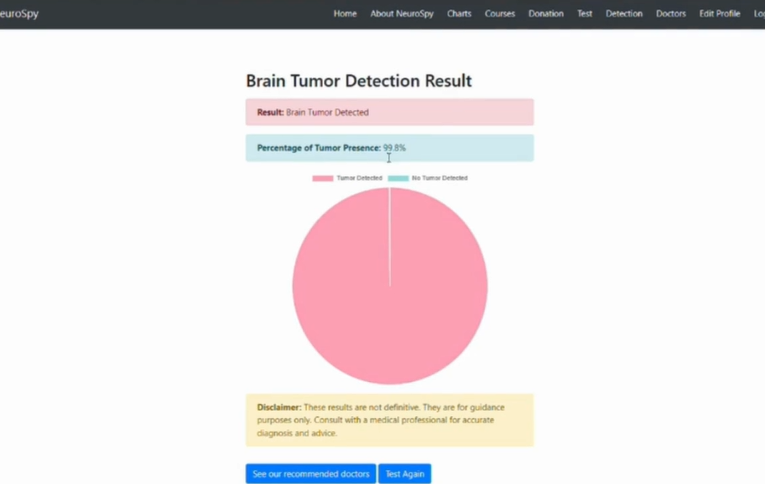 euroSpy Home About NeuroSpy Charts Courses Donation Test Detection Doctors Edit Profile Lo
Brain Tumor Detection Result
Result: Brain Tumor Detected
Percentage of Tumor Presence: 99.8%
Tumor Detected No Tumor Detected
Disclaimer: These results are not definitive. They are for guidance
purposes only. Consult with a medical professional for accurate
diagnosis and advice.
See our recommended doctors Test Again